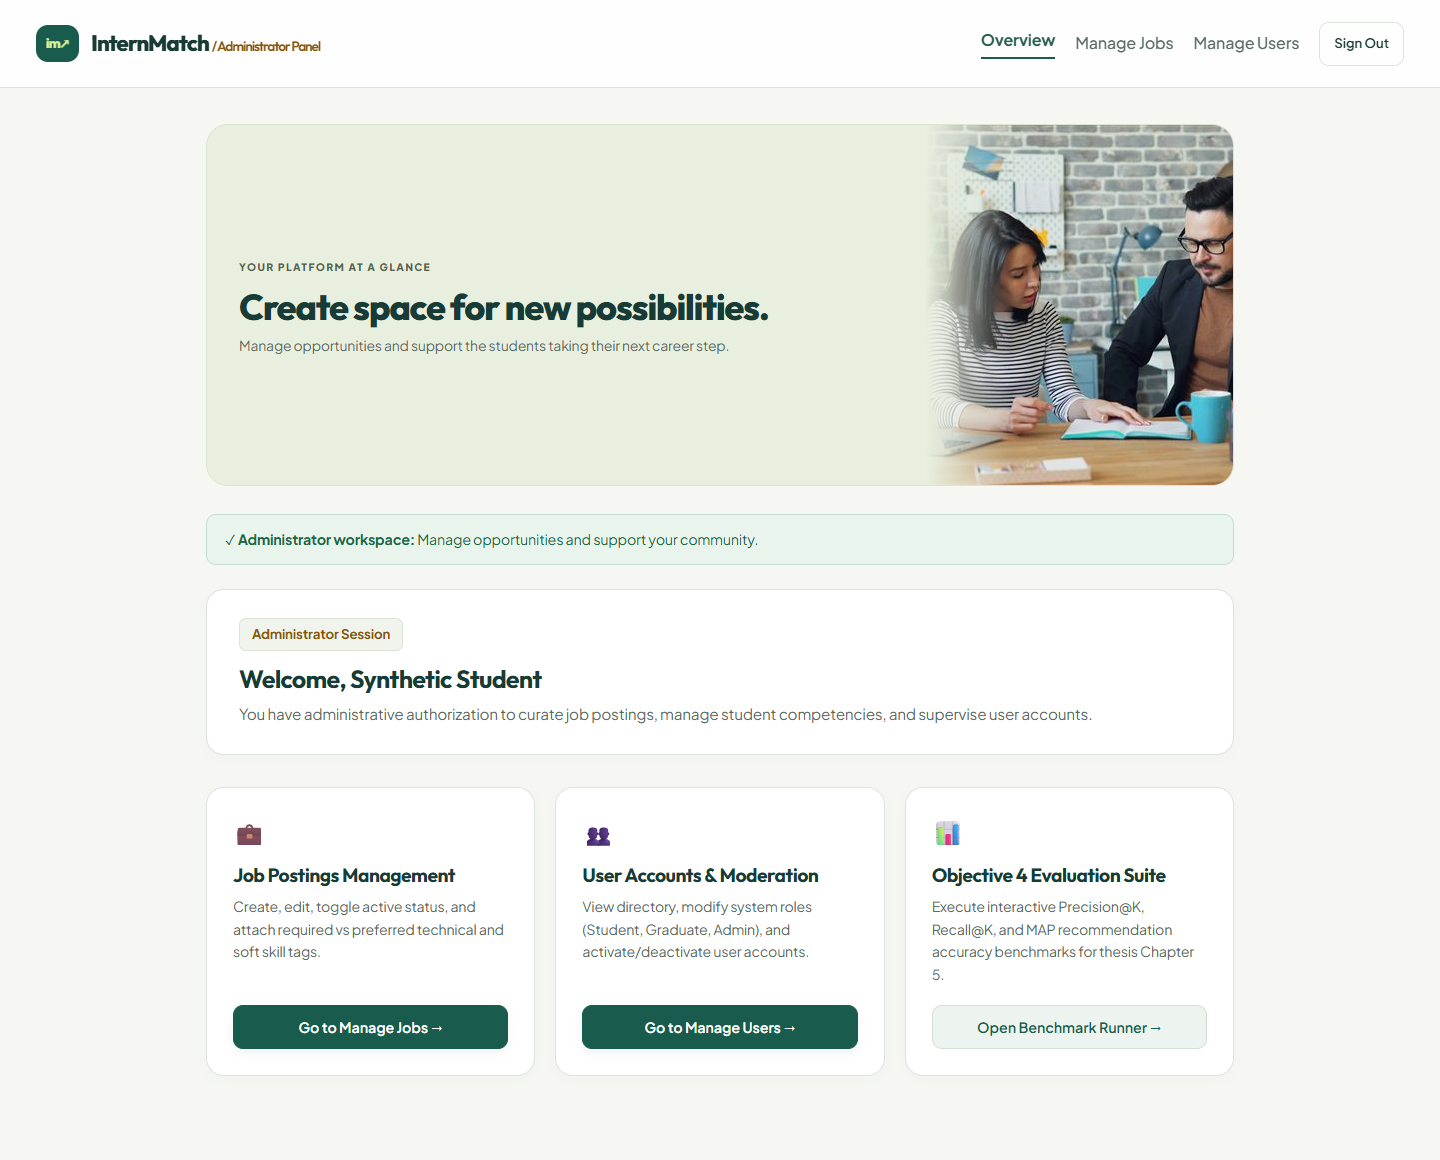 im↗ InternMatch / Administrator Panel
Overview Manage Jobs Manage Users Sign Out
YOUR PLATFORM AT A GLANCE
Create space for new possibilities.
Manage opportunities and support the students taking their next career step.
✓ Administrator workspace: Manage opportunities and support your community.
Administrator Session
Welcome, Synthetic Student
You have administrative authorization to curate job postings, manage student competencies, and supervise user accounts.
Job Postings Management
Create, edit, toggle active status, and
attach required vs preferred technical and
soft skill tags.
Go to Manage Jobs →
User Accounts & Moderation
View directory, modify system roles
(Student, Graduate, Admin), and
activate/deactivate user accounts.
Go to Manage Users →
Objective 4 Evaluation Suite
Execute interactive Precision@K,
Recall@K, and MAP recommendation
accuracy benchmarks for thesis Chapter
5.
Open Benchmark Runner →